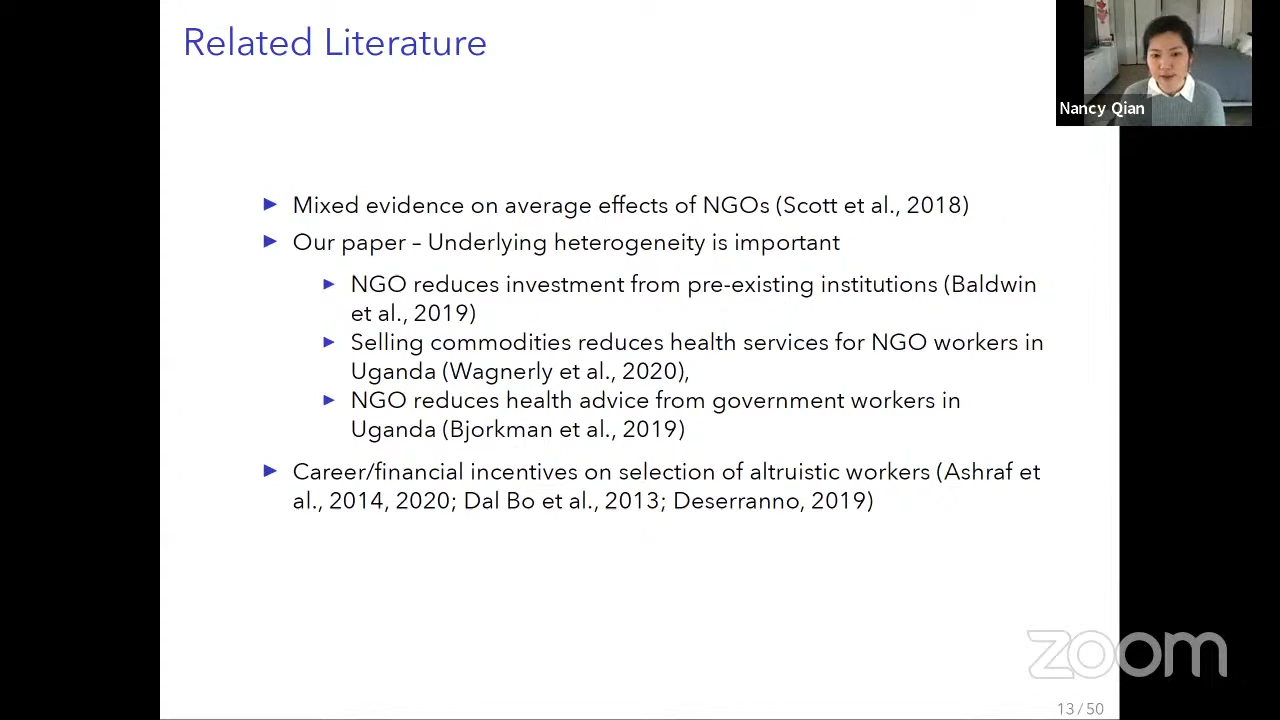 Related Literature
Nancy Qian
► Mixed evidence on average effects of NGOs (Scott et al., 2018)
► Our paper – Underlying heterogeneity is important
► NGO reduces investment from pre-existing institutions (Baldwin
et al., 2019)
► Selling commodities reduces health services for NGO workers in
Uganda (Wagnerly et al., 2020),
► NGO reduces health advice from government workers in
Uganda (Bjorkman et al., 2019)
► Career/financial incentives on selection of altruistic workers (Ashraf et
al., 2014, 2020; Dal Bo et al., 2013; Deserranno, 2019)
zoom
13 / 50